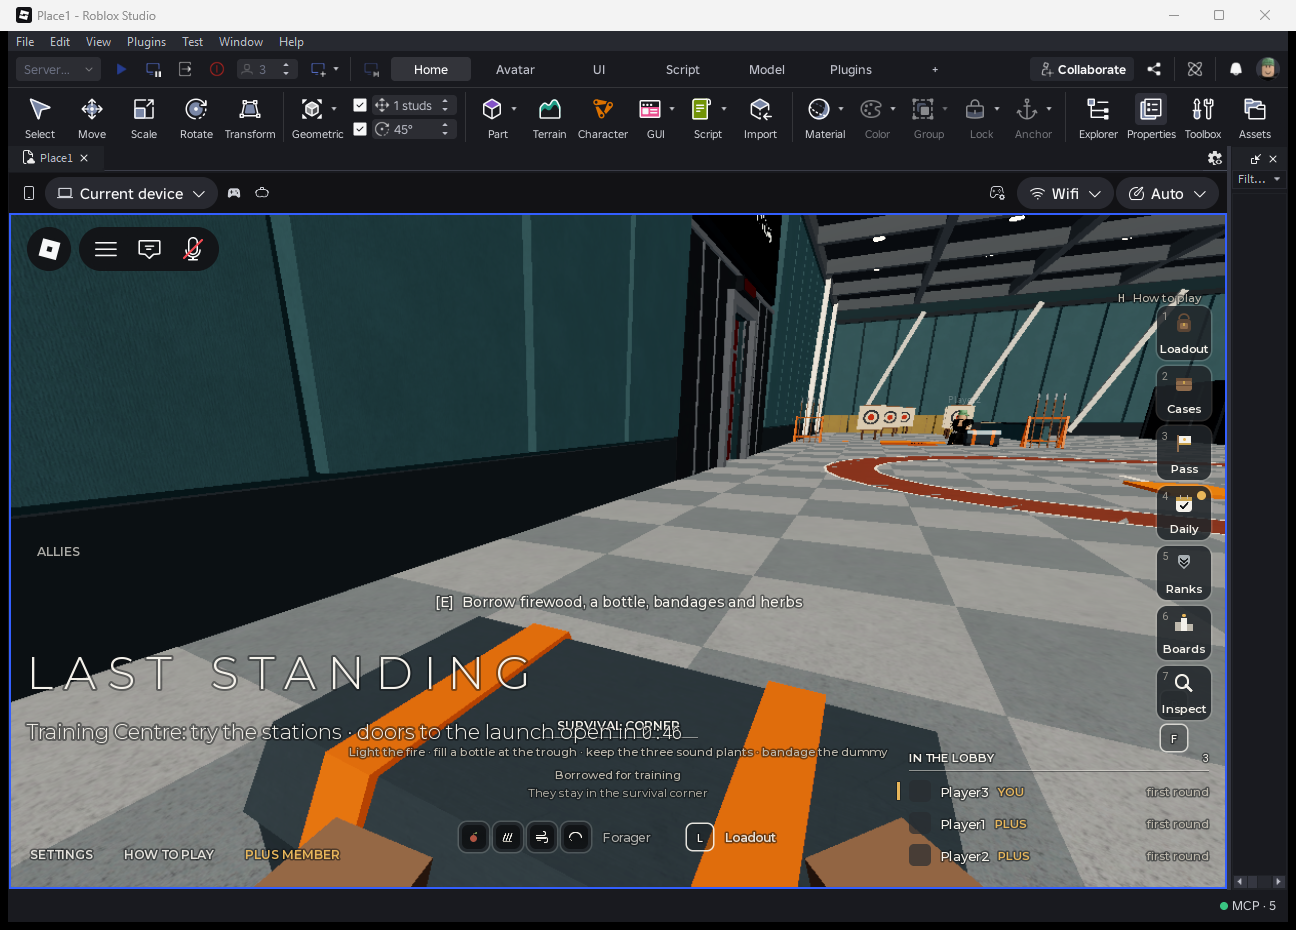 Place1 - Roblox Studio
File Edit View Plugins Test Window Help
Server... 3 Home Avatar UI Script Model Plugins + Collaborate
1 studs
45°
Select Move Scale Rotate Transform Geometric Part Terrain Character GUI Script Import Material Color Group Lock Anchor Explorer Properties Toolbox Assets
Place1
Filt...
Current device Wifi Auto
H How to play
1
Loadout
2
Cases
3
Pass
4
Daily
5
Ranks
6
Boards
7
Inspect
F
ALLIES
[E] Borrow firewood, a bottle, bandages and herbs
LAST STANDING
SURVIVAL CORNER
Training Centre: try the stations · doors to the launch open in 0:46
Light the fire · fill a bottle at the trough · keep the three sound plants · bandage the dummy
Borrowed for training
They stay in the survival corner
Forager L Loadout
IN THE LOBBY 3
Player3 YOU first round
Player1 PLUS first round
Player2 PLUS first round
SETTINGS HOW TO PLAY PLUS MEMBER
MCP · 5